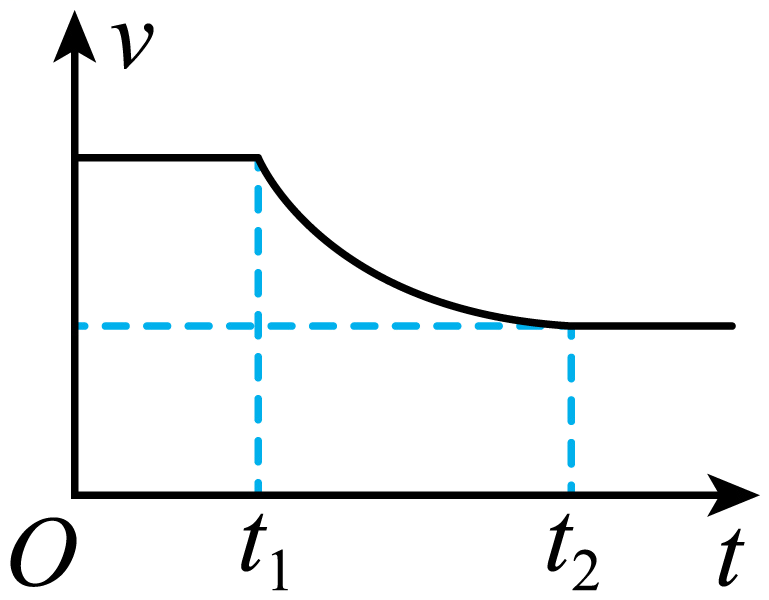 v
O t₁ t₂ t